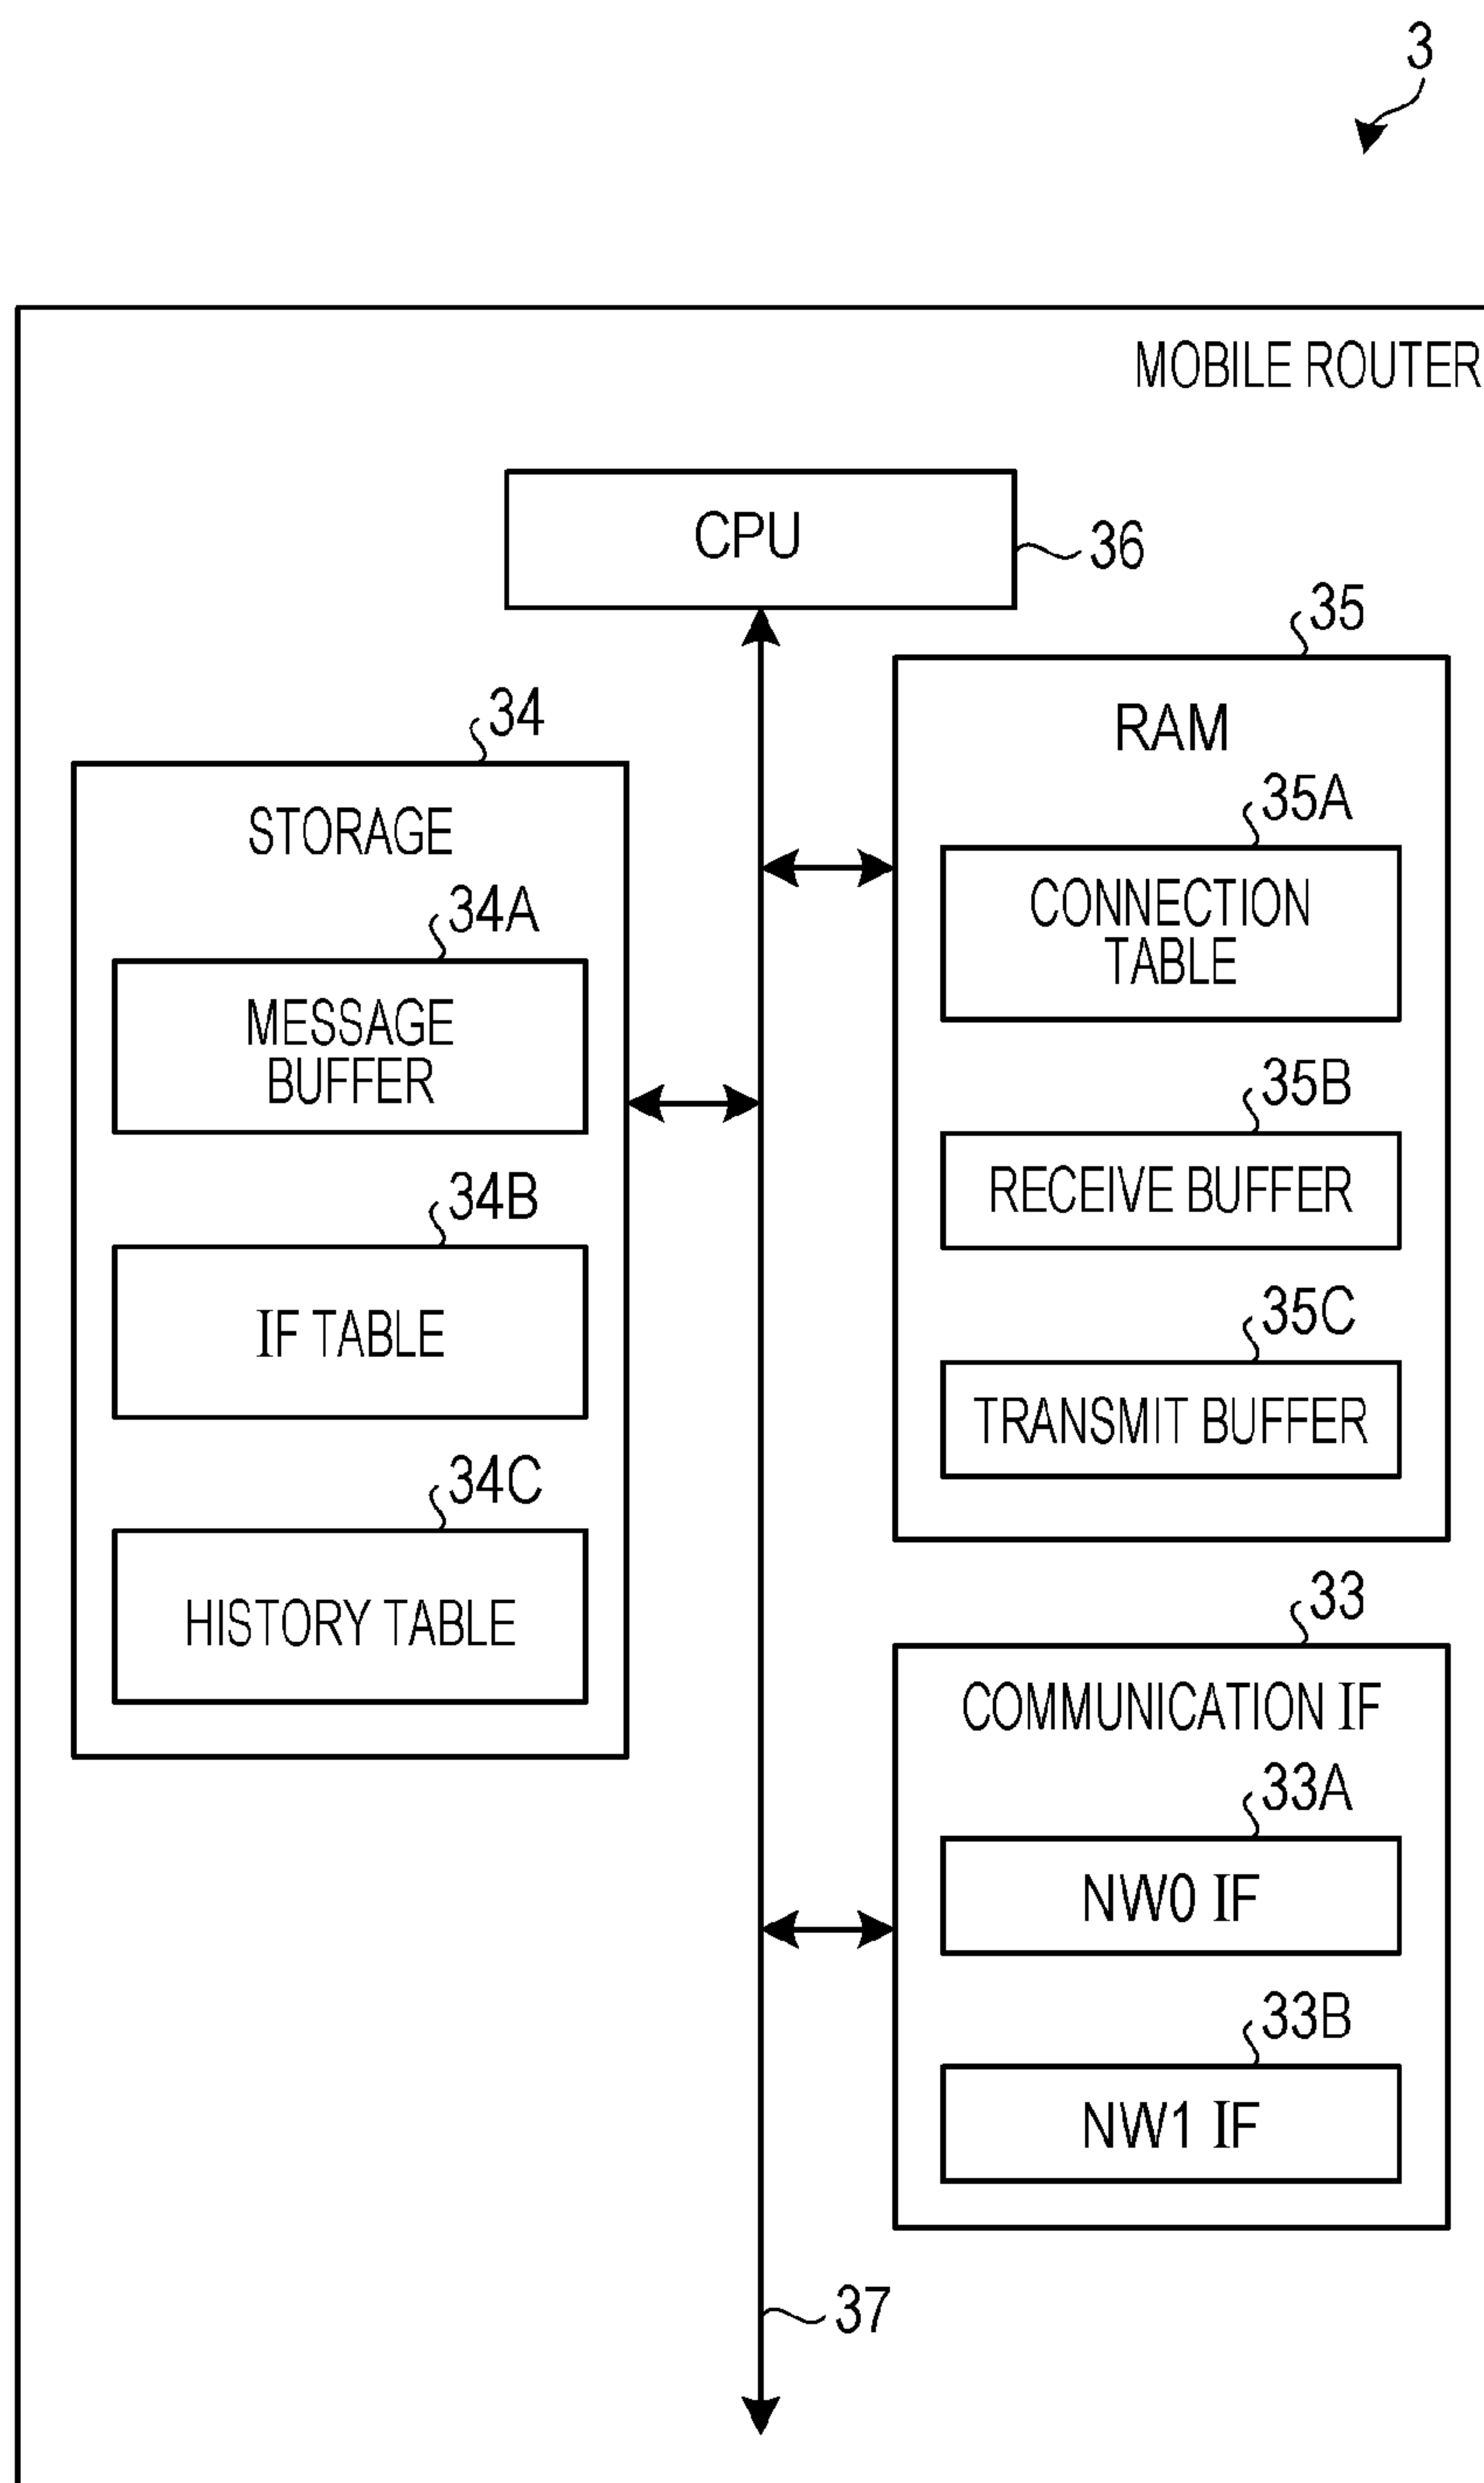 3
MOBILE ROUTER
CPU
36
35
RAM
35A
CONNECTION
TABLE
35B
RECEIVE BUFFER
35C
TRANSMIT BUFFER
34
STORAGE
34A
MESSAGE
BUFFER
34B
IF TABLE
34C
HISTORY TABLE
33
COMMUNICATION IF
33A
NW0 IF
33B
NW1 IF
37